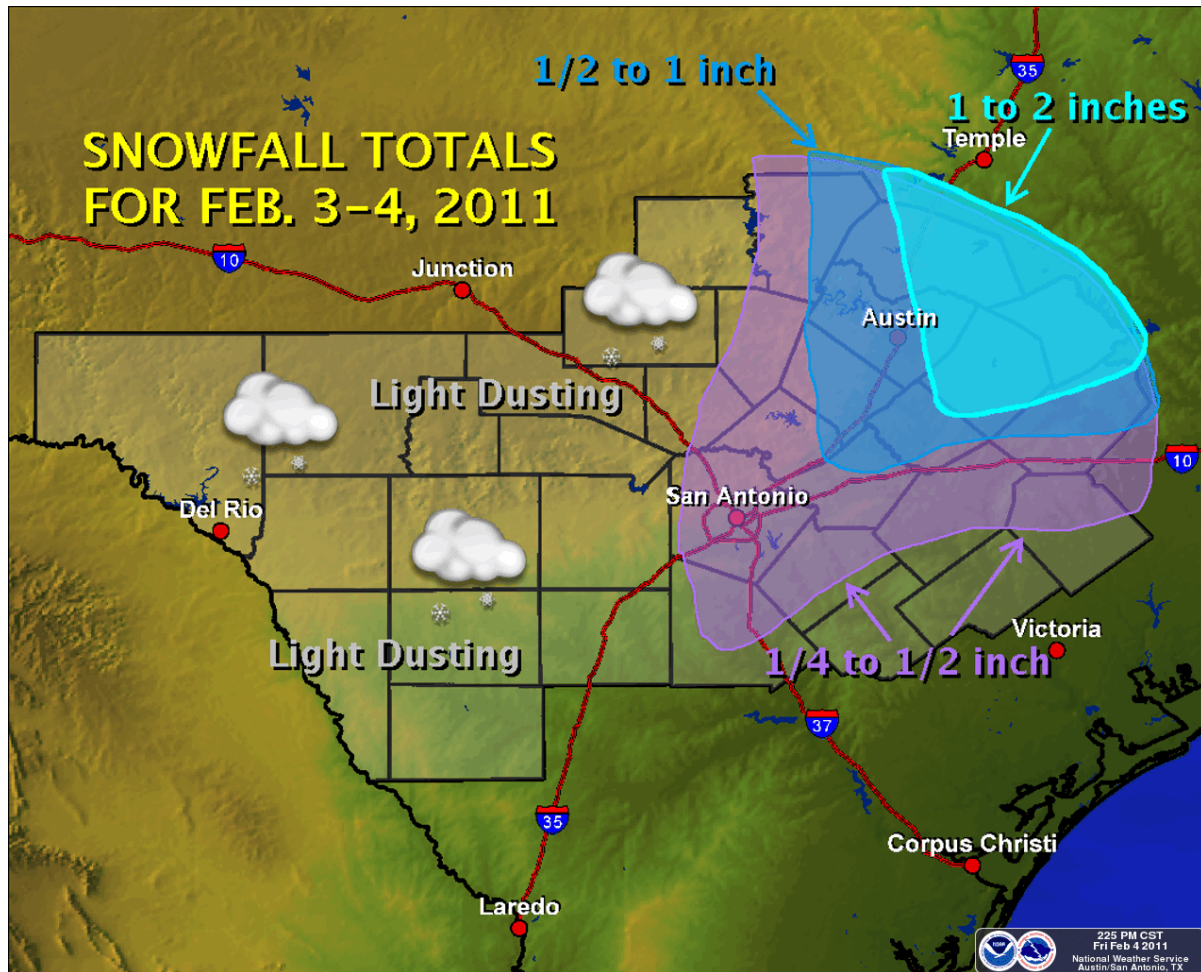 1/2 to 1 inch
35
1 to 2 inches
SNOWFALL TOTALS
FOR FEB. 3-4, 2011
Temple
10
Junction
Austin
Light Dusting
10
San Antonio
Del Rio
Light Dusting
Victoria
1/4 to 1/2 inch
37
35
Corpus Christi
Laredo
225 PM CST
Fri Feb 4 2011
National Weather Service
Austin/San Antonio, TX